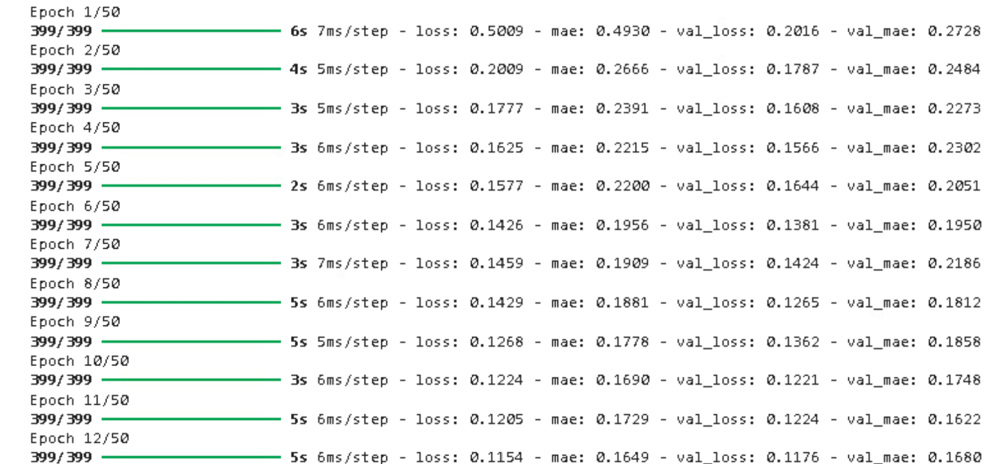 Epoch 1/50
399/399 6s 7ms/step - loss: 0.5009 - mae: 0.4930 - val_loss: 0.2016 - val_mae: 0.2728
Epoch 2/50
399/399 4s 5ms/step - loss: 0.2009 - mae: 0.2666 - val_loss: 0.1787 - val_mae: 0.2484
Epoch 3/50
399/399 3s 5ms/step - loss: 0.1777 - mae: 0.2391 - val_loss: 0.1608 - val_mae: 0.2273
Epoch 4/50
399/399 3s 6ms/step - loss: 0.1625 - mae: 0.2215 - val_loss: 0.1566 - val_mae: 0.2302
Epoch 5/50
399/399 2s 6ms/step - loss: 0.1577 - mae: 0.2200 - val_loss: 0.1644 - val_mae: 0.2051
Epoch 6/50
399/399 3s 6ms/step - loss: 0.1426 - mae: 0.1956 - val_loss: 0.1381 - val_mae: 0.1950
Epoch 7/50
399/399 3s 7ms/step - loss: 0.1459 - mae: 0.1909 - val_loss: 0.1424 - val_mae: 0.2186
Epoch 8/50
399/399 5s 6ms/step - loss: 0.1429 - mae: 0.1881 - val_loss: 0.1265 - val_mae: 0.1812
Epoch 9/50
399/399 5s 5ms/step - loss: 0.1268 - mae: 0.1778 - val_loss: 0.1362 - val_mae: 0.1858
Epoch 10/50
399/399 3s 6ms/step - loss: 0.1224 - mae: 0.1690 - val_loss: 0.1221 - val_mae: 0.1748
Epoch 11/50
399/399 5s 6ms/step - loss: 0.1205 - mae: 0.1729 - val_loss: 0.1224 - val_mae: 0.1622
Epoch 12/50
399/399 5s 6ms/step - loss: 0.1154 - mae: 0.1649 - val_loss: 0.1176 - val_mae: 0.1680